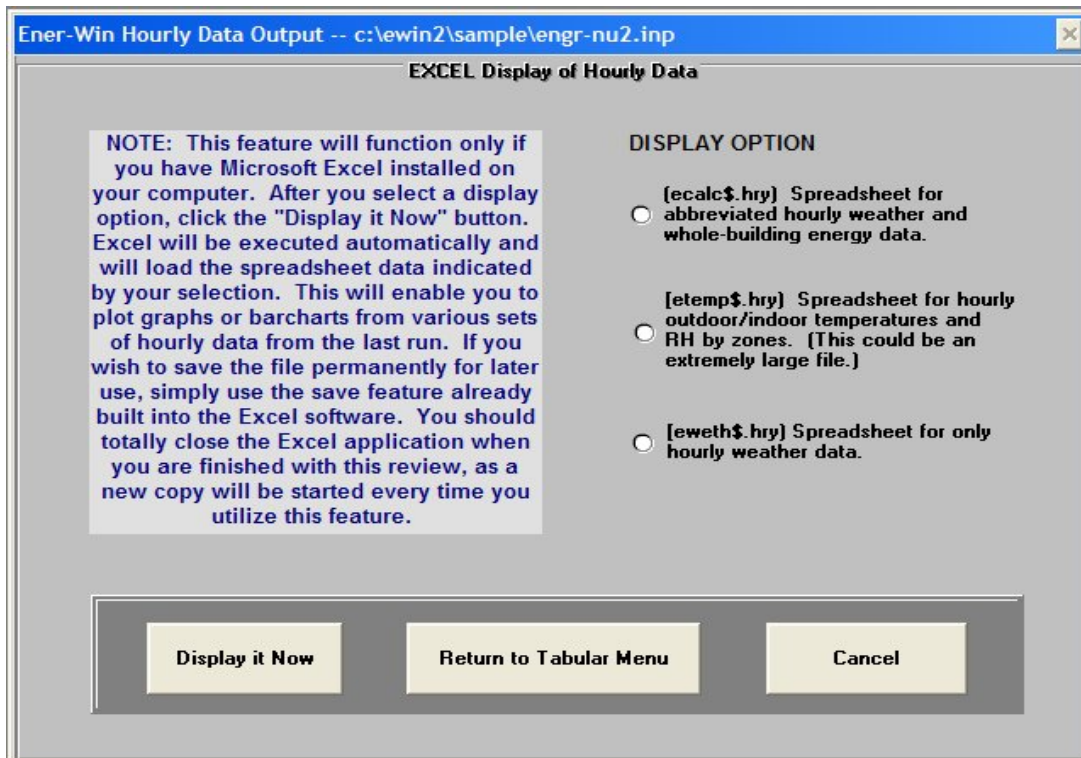 Ener-Win Hourly Data Output -- c:\ewin2\sample\engr-nu2.inp
EXCEL Display of Hourly Data
NOTE: This feature will function only if
you have Microsoft Excel installed on
your computer. After you select a display
option, click the "Display it Now" button.
Excel will be executed automatically and
will load the spreadsheet data indicated
by your selection. This will enable you to
plot graphs or barcharts from various sets
of hourly data from the last run. If you
wish to save the file permanently for later
use, simply use the save feature already
built into the Excel software. You should
totally close the Excel application when
you are finished with this review, as a
new copy will be started every time you
utilize this feature.
DISPLAY OPTION
(ecalc$.hry) Spreadsheet for
abbreviated hourly weather and
whole-building energy data.
(etemp$.hry) Spreadsheet for hourly
outdoor/indoor temperatures and
RH by zones. (This could be an
extremely large file.)
(eweth$.hry) Spreadsheet for only
hourly weather data.
Display it Now
Return to Tabular Menu
Cancel